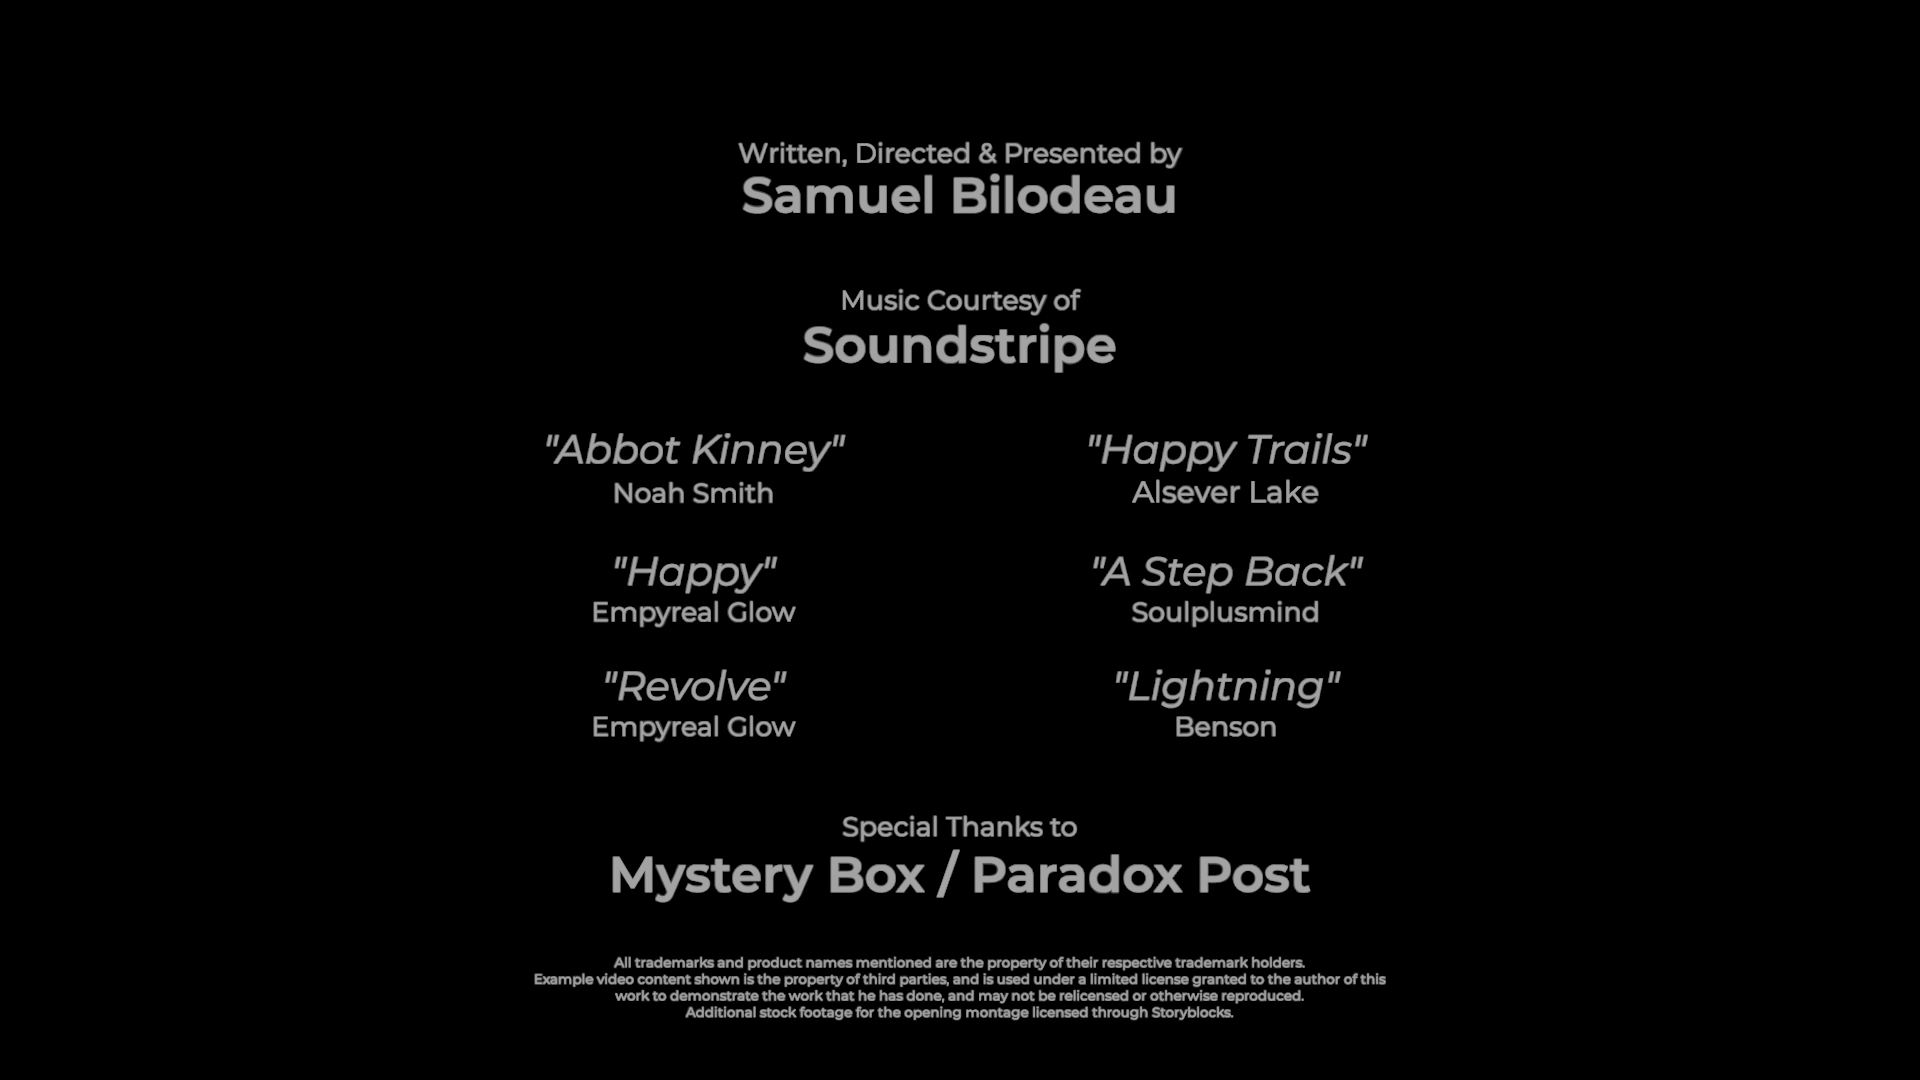 Written, Directed & Presented by
Samuel Bilodeau
Music Courtesy of
Soundstripe
"Abbot Kinney"
Noah Smith
"Happy Trails"
Alsever Lake
"Happy"
Empyreal Glow
"A Step Back"
Soulplusmind
"Revolve"
Empyreal Glow
"Lightning"
Benson
Special Thanks to
Mystery Box / Paradox Post
All trademarks and product names mentioned are the property of their respective trademark holders.
Example video content shown is the property of third parties, and is used under a limited license granted to the author of this
work to demonstrate the work that he has done, and may not be relicensed or otherwise reproduced.
Additional stock footage for the opening montage licensed through Storyblocks.